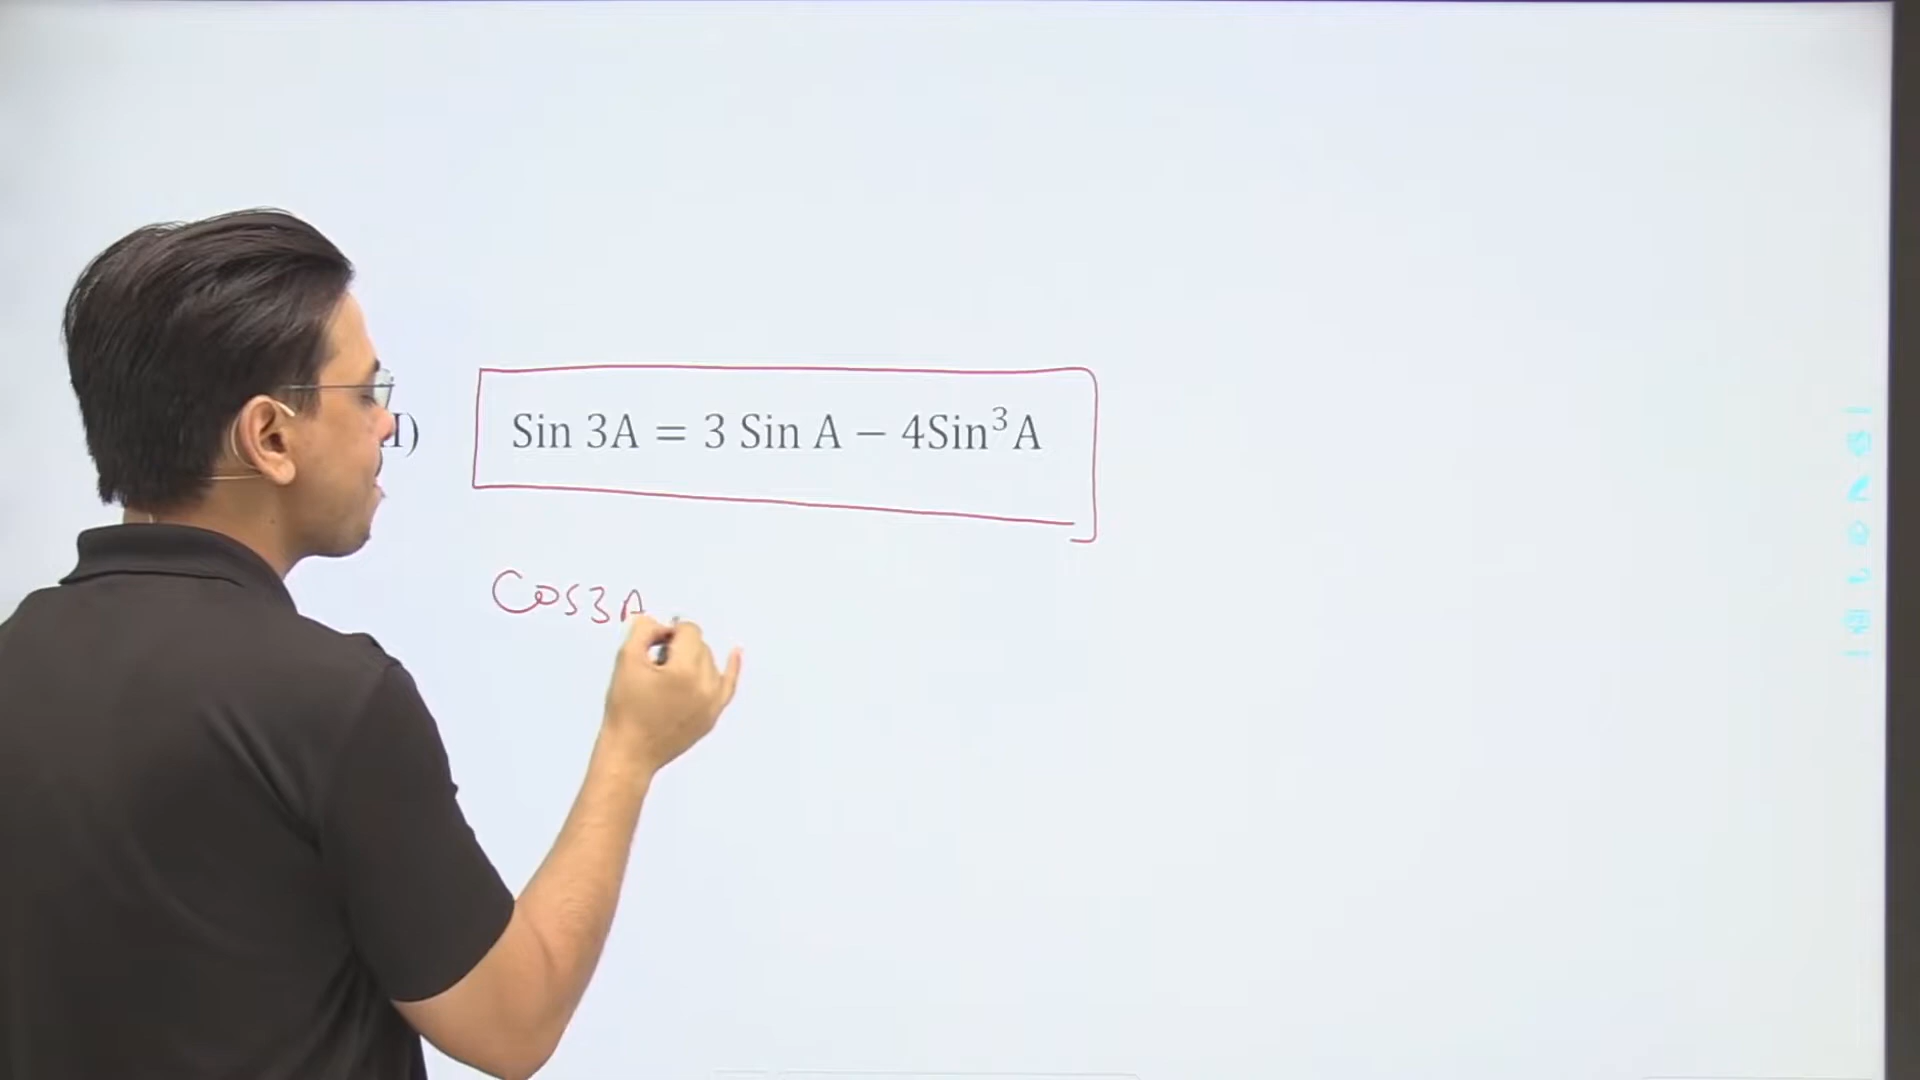 I) Sin 3A = 3 Sin A − 4Sin³A
Cos3A